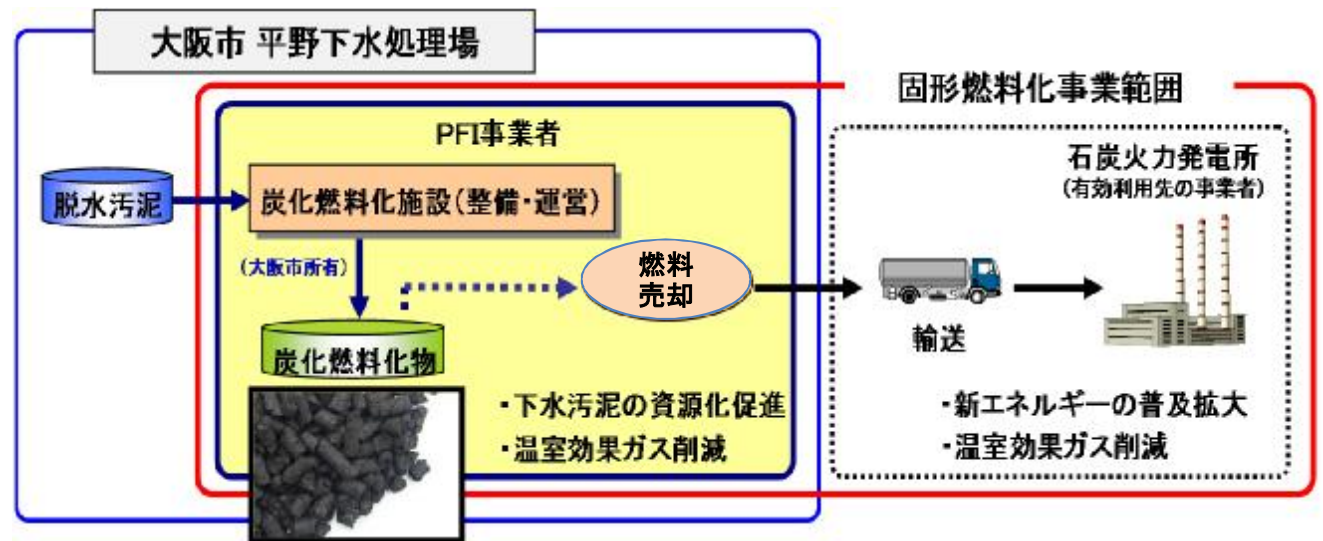 大阪市 平野下水処理場
固形燃料化事業範囲
PFI事業者
石炭火力発電所
(有効利用先の事業者)
脱水汚泥
炭化燃料化施設(整備・運営)
(大阪市所有)
燃料
売却
輸送
炭化燃料化物
・下水汚泥の資源化促進
・温室効果ガス削減
・新エネルギーの普及拡大
・温室効果ガス削減